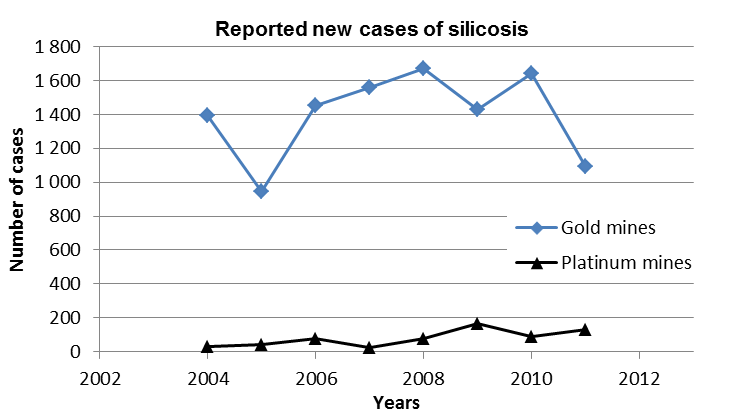 Reported new cases of silicosis
1 800
1 600
1 400
1 200
1 000
800
600
400
200
0
Number of cases
Gold mines
Platinum mines
2002 2004 2006 2008 2010 2012
Years